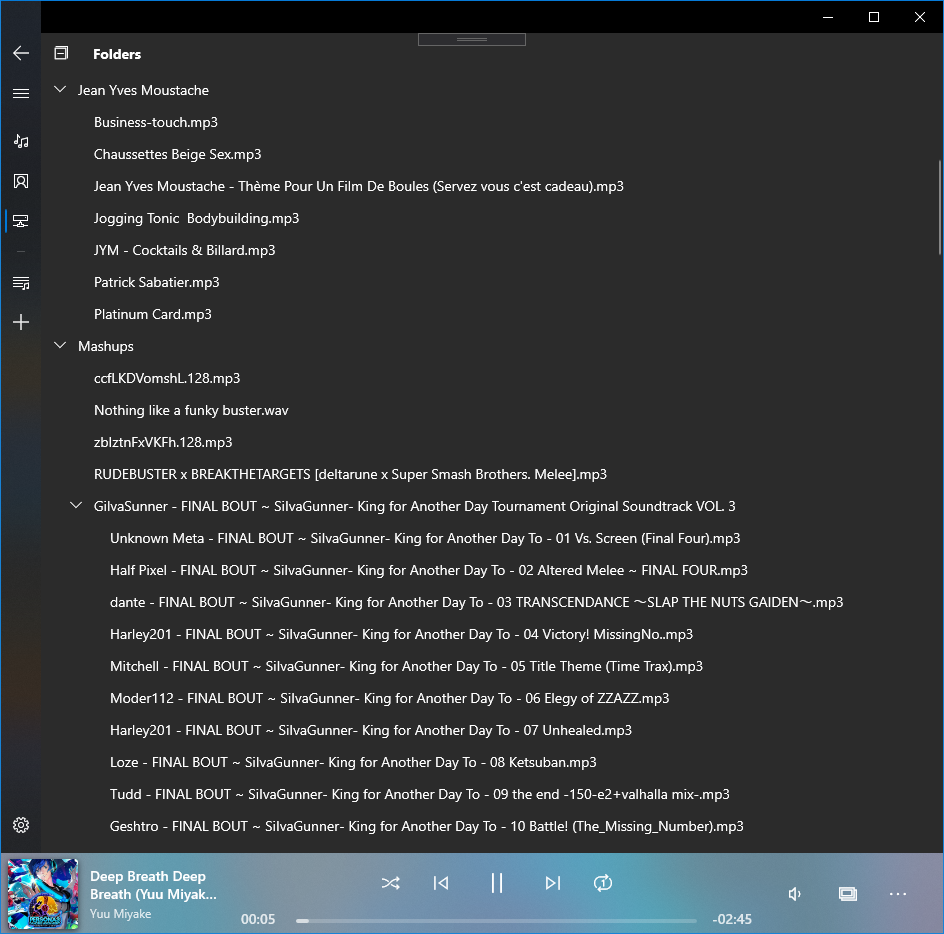 Folders
Jean Yves Moustache
Business-touch.mp3
Chaussettes Beige Sex.mp3
Jean Yves Moustache - Thème Pour Un Film De Boules (Servez vous c'est cadeau).mp3
Jogging Tonic  Bodybuilding.mp3
JYM - Cocktails & Billard.mp3
Patrick Sabatier.mp3
Platinum Card.mp3
Mashups
ccfLKDVomshL.128.mp3
Nothing like a funky buster.wav
zbIztnFxVKFh.128.mp3
RUDEBUSTER x BREAKTHETARGETS [deltarune x Super Smash Brothers. Melee].mp3
GilvaSunner - FINAL BOUT ~ SilvaGunner- King for Another Day Tournament Original Soundtrack VOL. 3
Unknown Meta - FINAL BOUT ~ SilvaGunner- King for Another Day To - 01 Vs. Screen (Final Four).mp3
Half Pixel - FINAL BOUT ~ SilvaGunner- King for Another Day To - 02 Altered Melee ~ FINAL FOUR.mp3
dante - FINAL BOUT ~ SilvaGunner- King for Another Day To - 03 TRANSCENDANCE ～SLAP THE NUTS GAIDEN～.mp3
Harley201 - FINAL BOUT ~ SilvaGunner- King for Another Day To - 04 Victory! MissingNo..mp3
Mitchell - FINAL BOUT ~ SilvaGunner- King for Another Day To - 05 Title Theme (Time Trax).mp3
Moder112 - FINAL BOUT ~ SilvaGunner- King for Another Day To - 06 Elegy of ZZAZZ.mp3
Harley201 - FINAL BOUT ~ SilvaGunner- King for Another Day To - 07 Unhealed.mp3
Loze - FINAL BOUT ~ SilvaGunner- King for Another Day To - 08 Ketsuban.mp3
Tudd - FINAL BOUT ~ SilvaGunner- King for Another Day To - 09 the end -150-e2+valhalla mix-.mp3
Geshtro - FINAL BOUT ~ SilvaGunner- King for Another Day To - 10 Battle! (The_Missing_Number).mp3
Deep Breath Deep
Breath (Yuu Miyak...
Yuu Miyake
00:05
-02:45